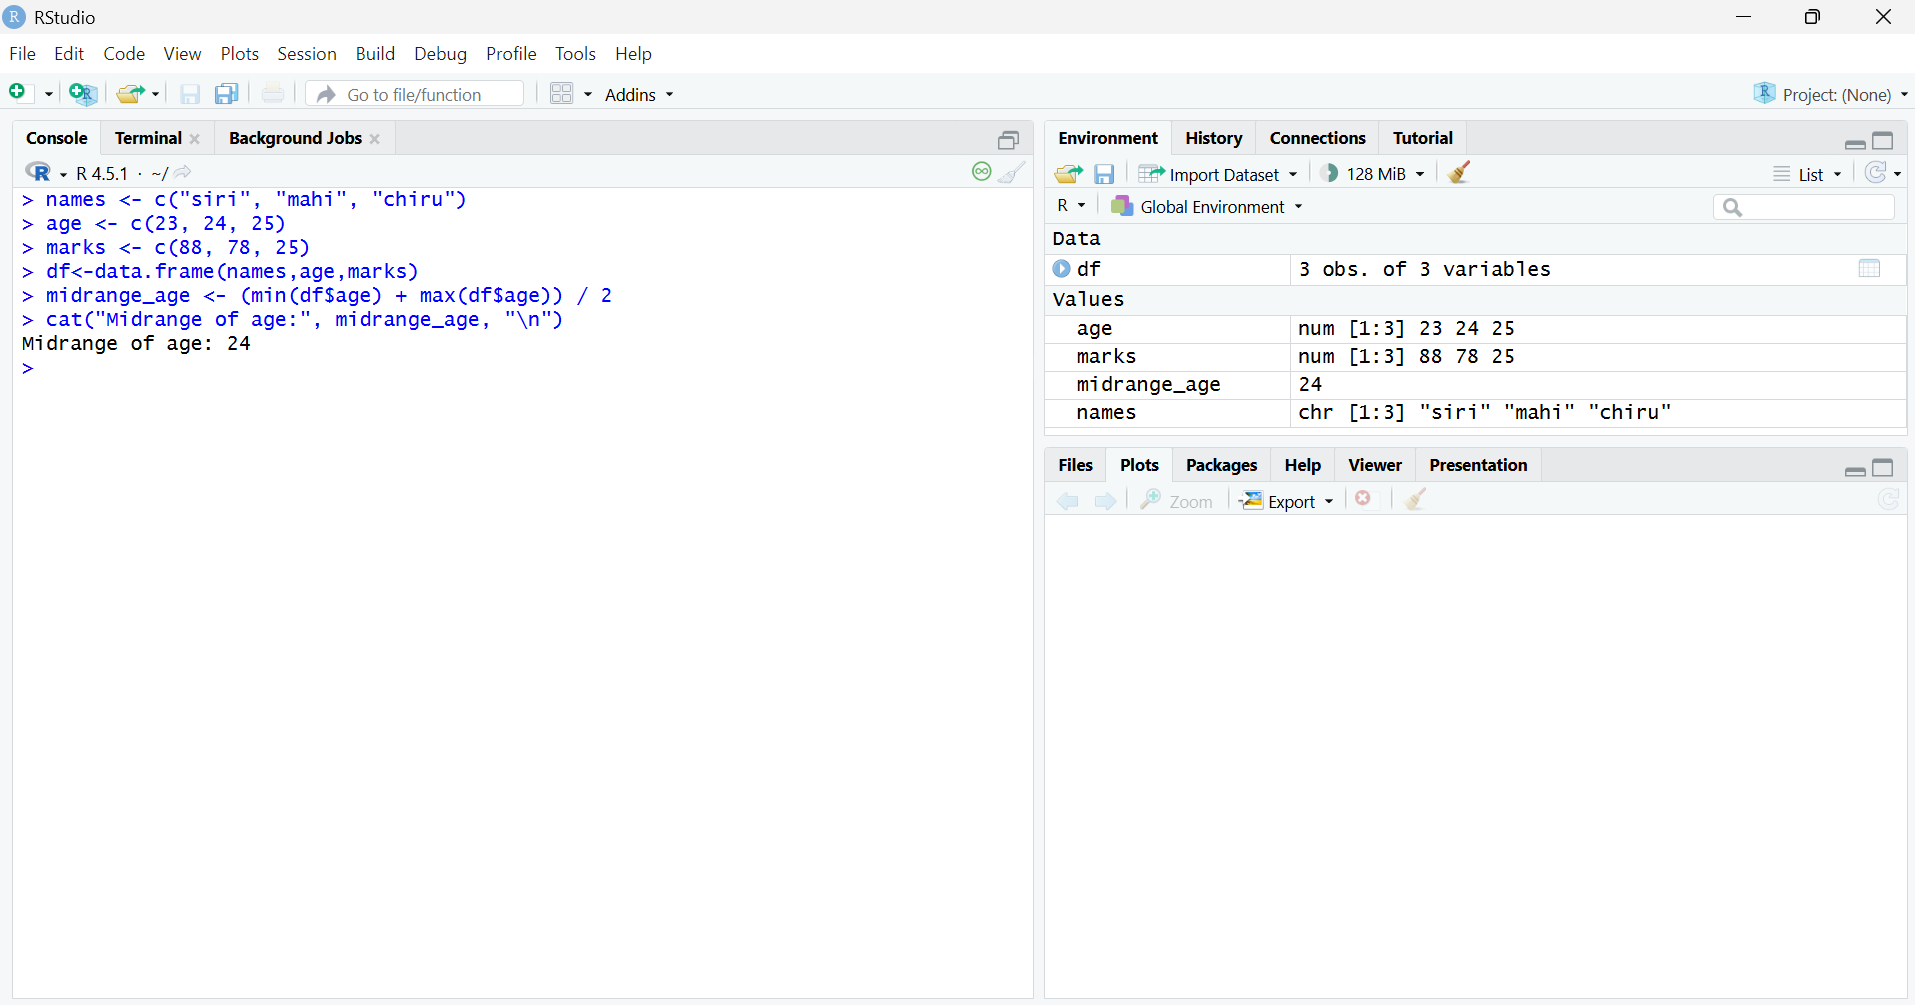 RStudio
File Edit Code View Plots Session Build Debug Profile Tools Help
Go to file/function Addins Project: (None)
Console Terminal Background Jobs
R 4.5.1 · ~/
> names <- c("siri", "mahi", "chiru")
> age <- c(23, 24, 25)
> marks <- c(88, 78, 25)
> df<-data.frame(names,age,marks)
> midrange_age <- (min(df$age) + max(df$age)) / 2
> cat("Midrange of age:", midrange_age, "\n")
Midrange of age: 24
>
Environment History Connections Tutorial
Import Dataset 128 MiB List
R Global Environment
Data
df 3 obs. of 3 variables
Values
age num [1:3] 23 24 25
marks num [1:3] 88 78 25
midrange_age 24
names chr [1:3] "siri" "mahi" "chiru"
Files Plots Packages Help Viewer Presentation
Zoom Export